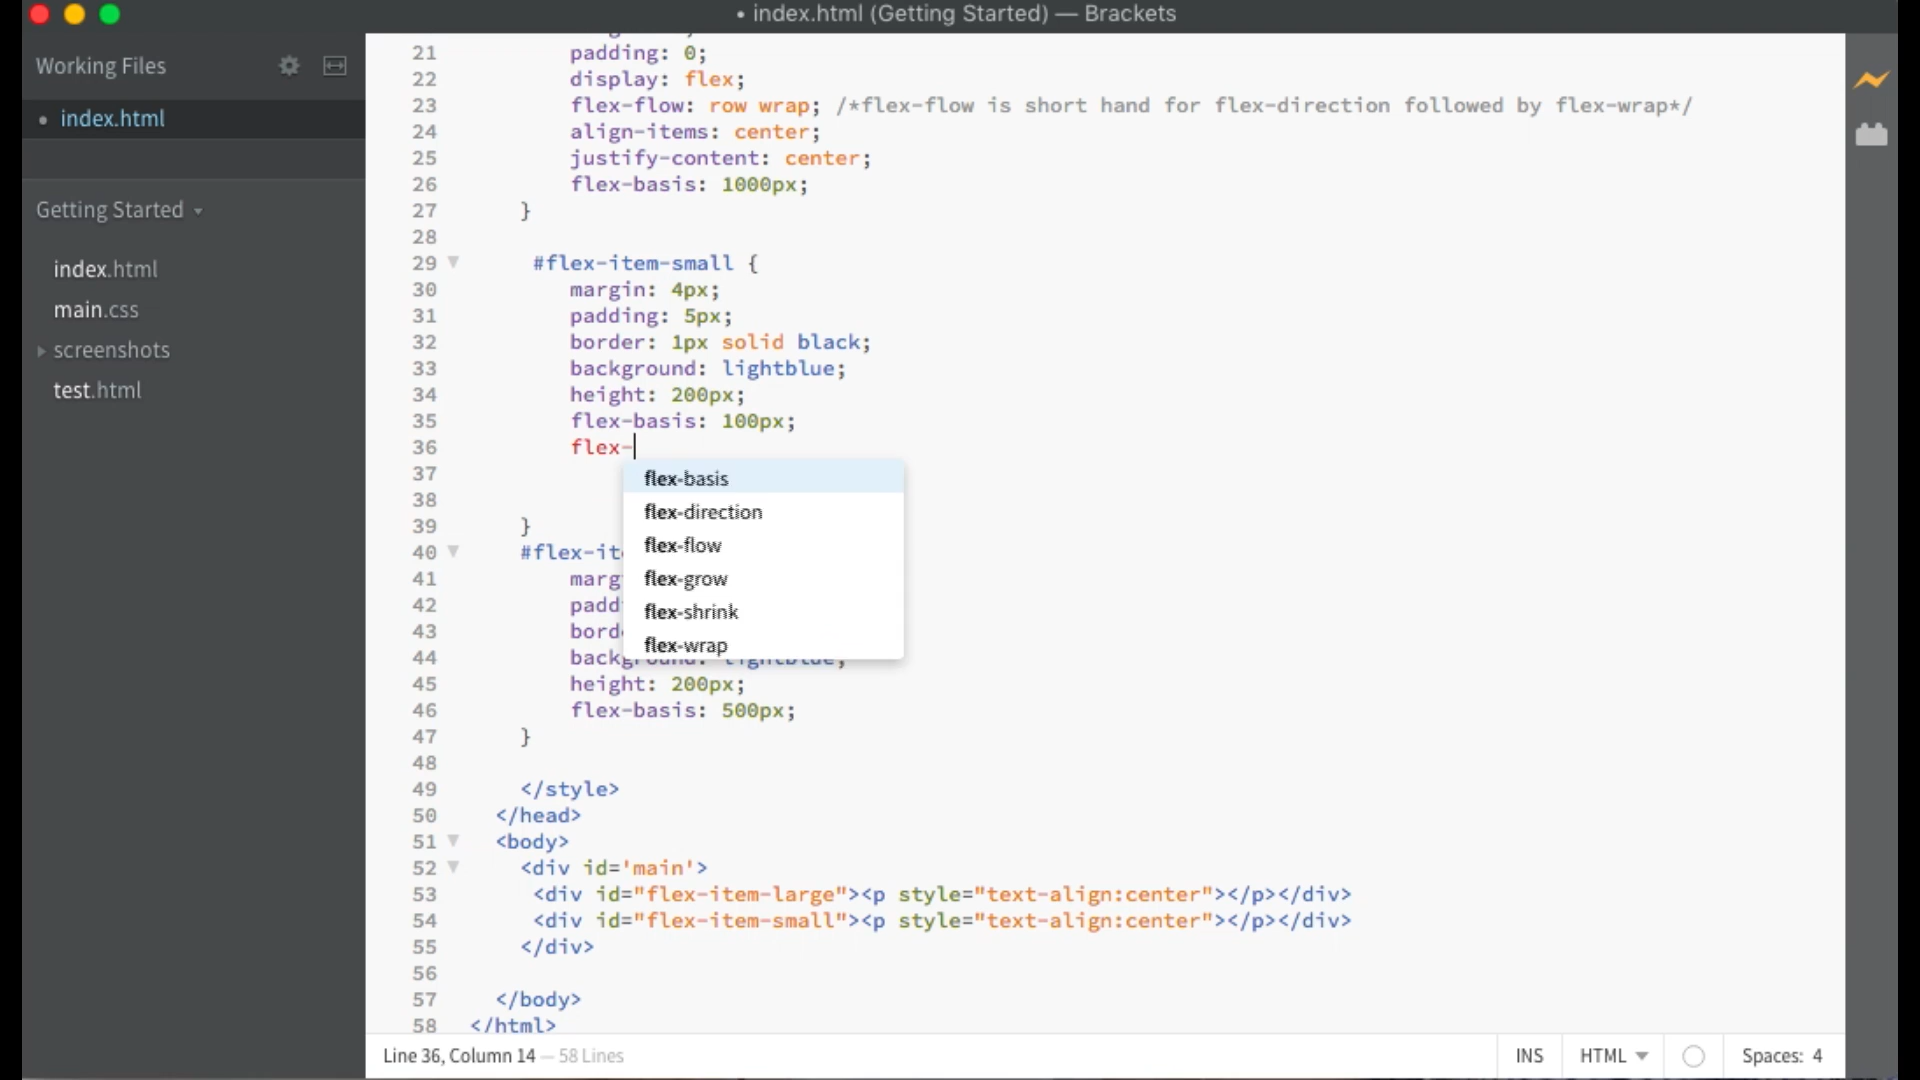 • index.html (Getting Started) — Brackets
Working Files
• index.html
Getting Started
index.html
main.css
screenshots
test.html
21 padding: 0;
22 display: flex;
23 flex-flow: row wrap; /*flex-flow is short hand for flex-direction followed by flex-wrap*/
24 align-items: center;
25 justify-content: center;
26 flex-basis: 1000px;
27 }
28
29 #flex-item-small {
30 margin: 4px;
31 padding: 5px;
32 border: 1px solid black;
33 background: lightblue;
34 height: 200px;
35 flex-basis: 100px;
36 flex-
37
38
39 }
40 #flex-it
41 marg
42 padd
43 bord
44 background: lightblue;
45 height: 200px;
46 flex-basis: 500px;
47 }
48
49 </style>
50 </head>
51 <body>
52 <div id='main'>
53 <div id="flex-item-large"><p style="text-align:center"></p></div>
54 <div id="flex-item-small"><p style="text-align:center"></p></div>
55 </div>
56
57 </body>
58 </html>
flex-basis
flex-direction
flex-flow
flex-grow
flex-shrink
flex-wrap
Line 36, Column 14 — 58 Lines
INS
HTML
Spaces: 4